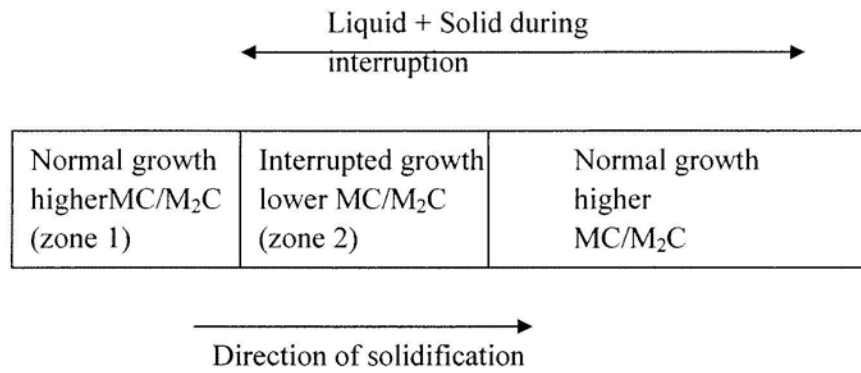 Liquid + Solid during
interruption
Normal growth
higherMC/M₂C
(zone 1)
Interrupted growth
lower MC/M₂C
(zone 2)
Normal growth
higher
MC/M₂C
Direction of solidification